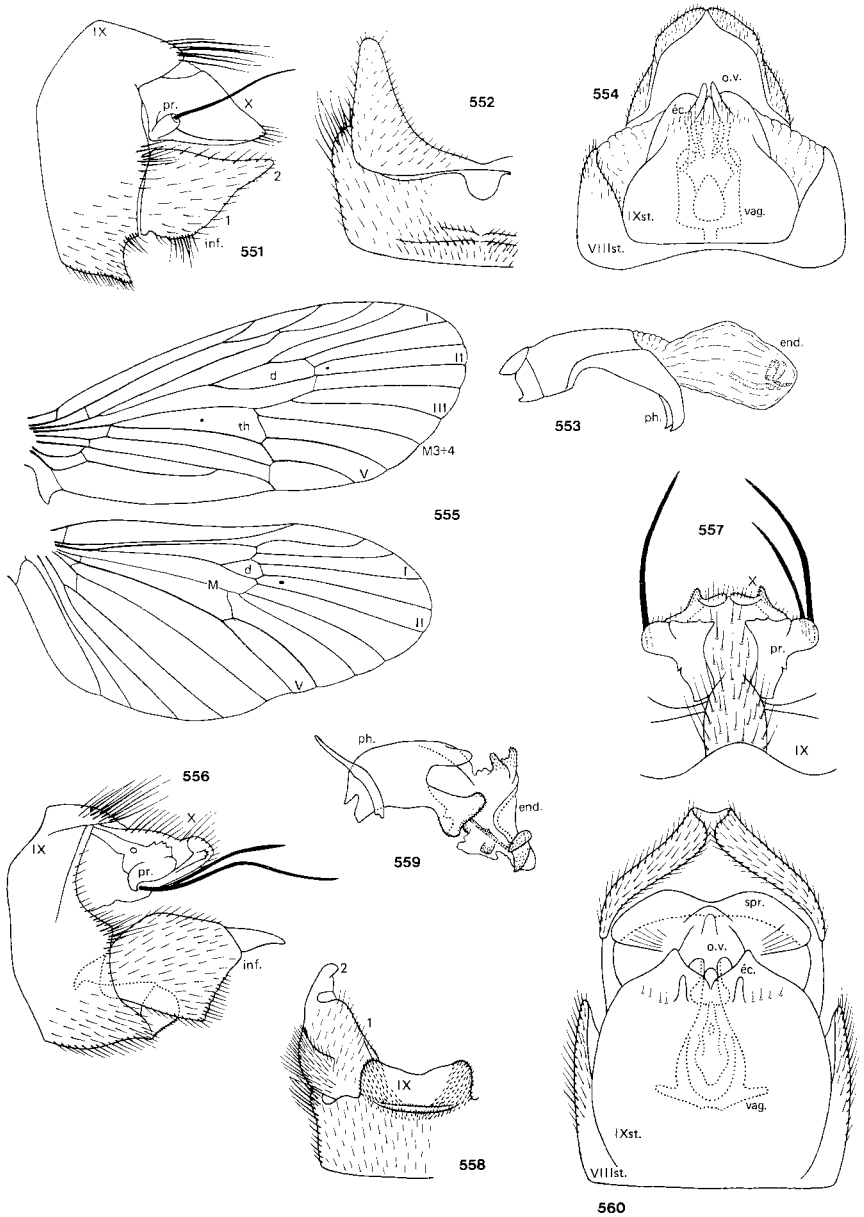 IX
pr.
X
2
1
inf.
551
552
554
o.v.
éc.
IXst.
vag.
VIIIst.
I
II
d
III
th
M3+4
V
555
d
I
M
II
V
end.
ph.
553
557
X
pr.
IX
556
IX
X
pr.
inf.
ph.
end.
559
2
1
IX
558
spr.
o.v.
éc.
vag.
IXst.
VIIIst.
560